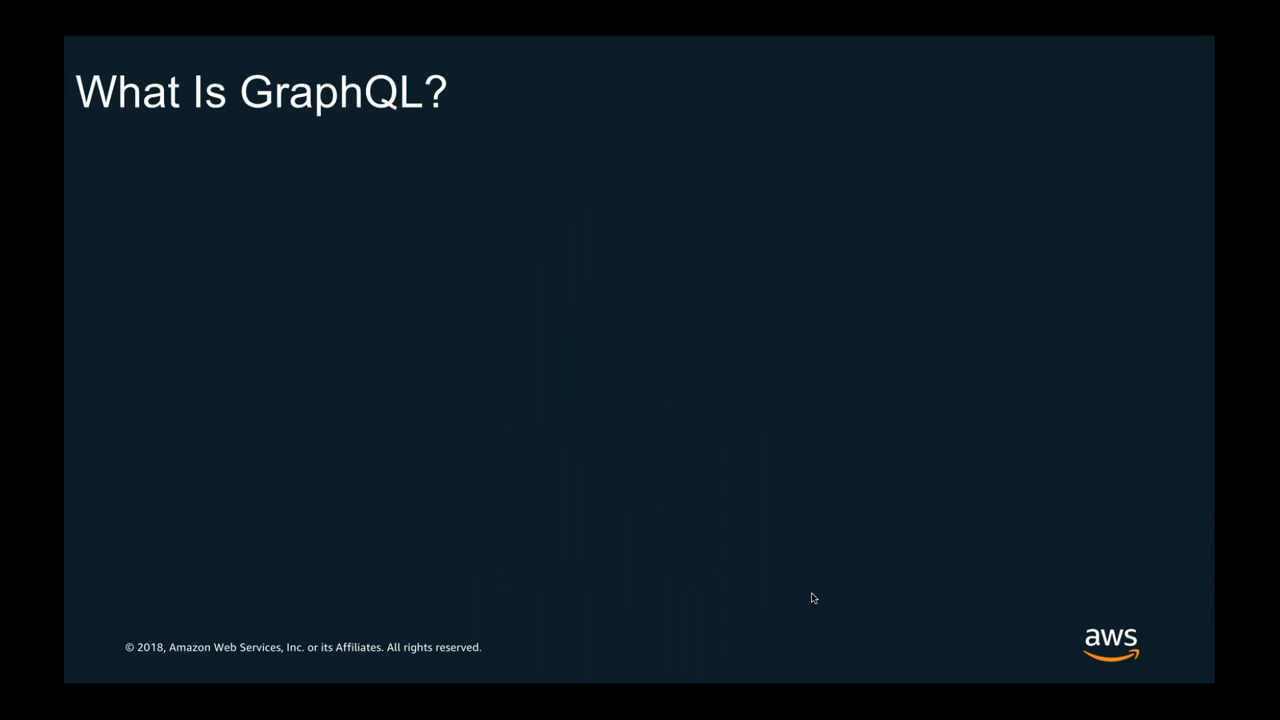 What Is GraphQL?
© 2018, Amazon Web Services, Inc. or its Affiliates. All rights reserved.
aws